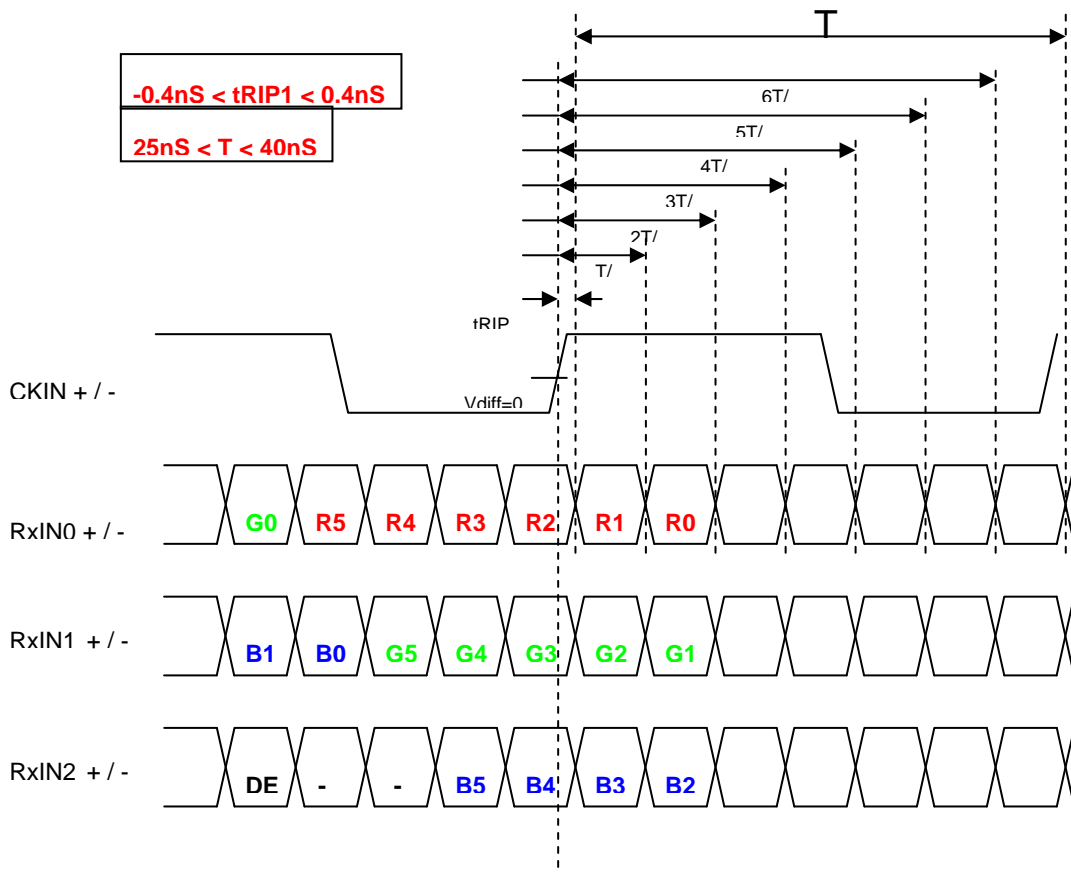 T
-0.4nS < tRIP1 < 0.4nS
6T/
25nS < T < 40nS
5T/
4T/
3T/
2T/
T/
tRIP
CKIN + / -
Vdiff=0
G0 R5 R4 R3 R2 R1 R0
RxIN0 + / -
RxIN1 + / -
B1 B0 G5 G4 G3 G2 G1
RxIN2 + / -
DE - - B5 B4 B3 B2